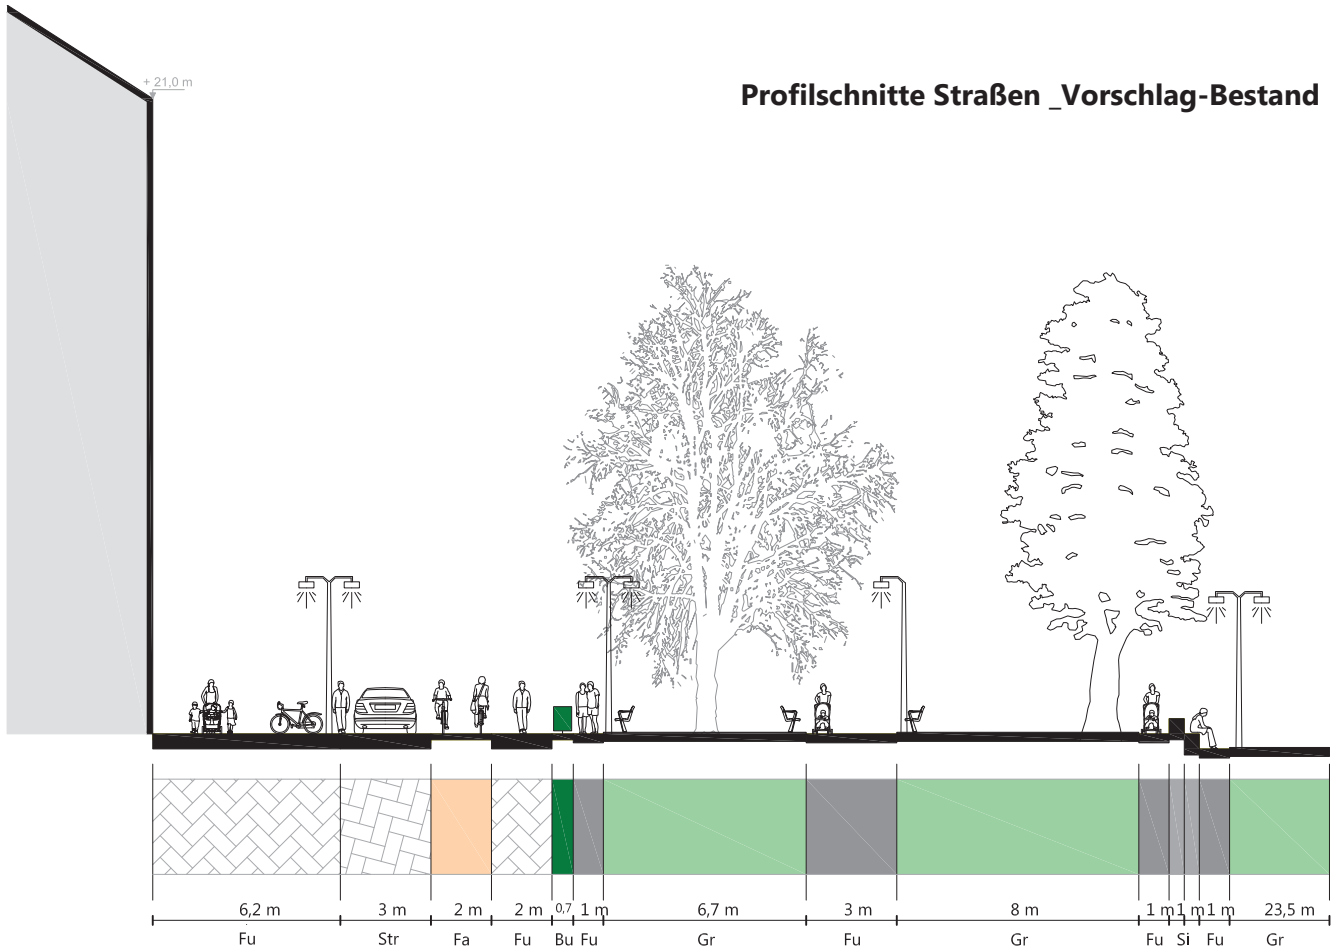 + 21,0 m
Profilschnitte Straßen _Vorschlag-Bestand
6,2 m 3 m 2 m 2 m 0,7 1 m 6,7 m 3 m 8 m 1 m 1 m 1 m 23,5 m
Fu Str Fa Fu Bu Fu Gr Fu Gr Fu Si Fu Gr